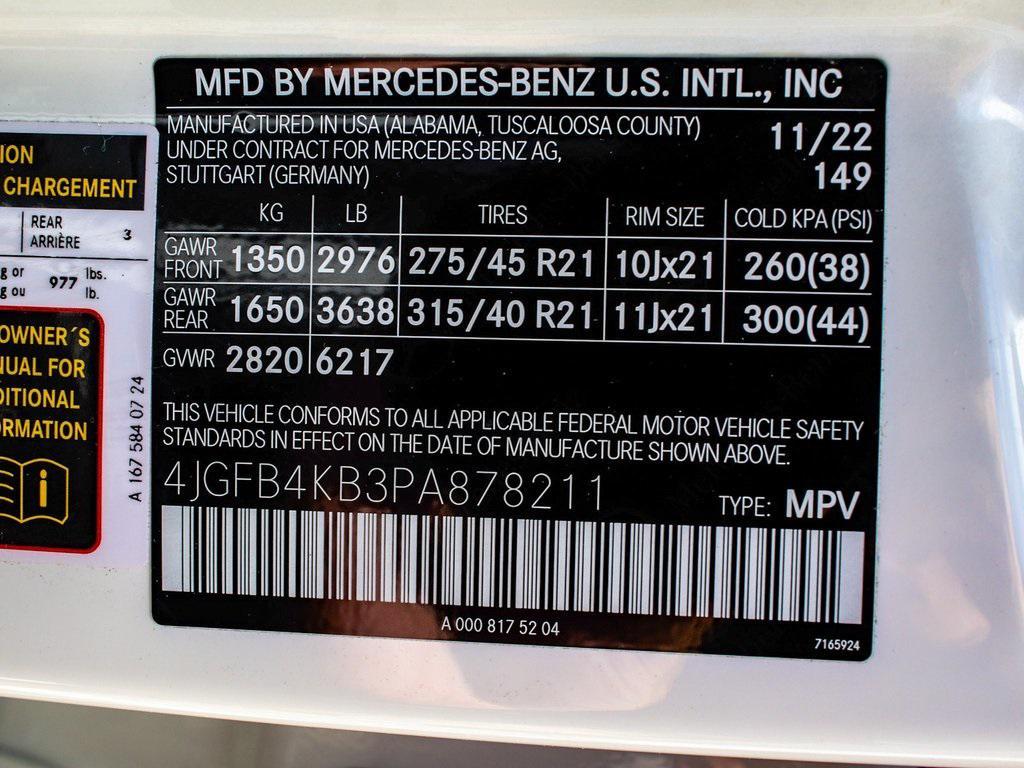 MFD BY MERCEDES-BENZ U.S. INTL., INC
MANUFACTURED IN USA (ALABAMA, TUSCALOOSA COUNTY)
UNDER CONTRACT FOR MERCEDES-BENZ AG,
STUTTGART (GERMANY)
11/22
149
KG LB TIRES RIM SIZE COLD KPA (PSI)
GAWR FRONT 1350 2976 275/45 R21 10Jx21 260(38)
GAWR REAR 1650 3638 315/40 R21 11Jx21 300(44)
GVWR 2820 6217
THIS VEHICLE CONFORMS TO ALL APPLICABLE FEDERAL MOTOR VEHICLE SAFETY
STANDARDS IN EFFECT ON THE DATE OF MANUFACTURE SHOWN ABOVE.
4JGFB4KB3PA878211
TYPE: MPV
A 000 817 52 04
7165924
ION
CHARGEMENT
REAR
ARRIÈRE 3
g or 977 lbs.
g ou lb.
OWNER´S
NUAL FOR
DITIONAL
ORMATION
i
A 167 584 07 24